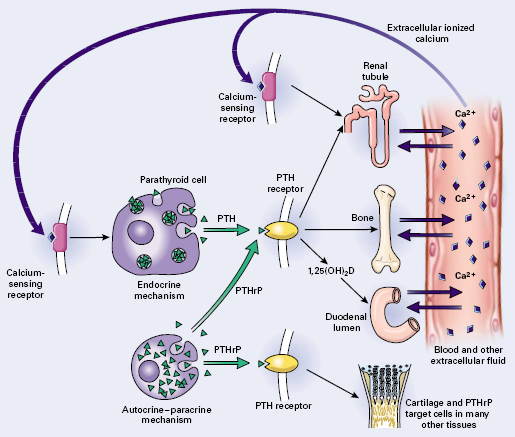 Extracellular ionized
calcium
Renal
tubule
Calcium-
sensing
receptor
Ca2+
Parathyroid cell
PTH
receptor
PTH
Bone
Ca2+
Calcium-
sensing
receptor
Endocrine
mechanism
PTHrP
1,25(OH)2D
Ca2+
Duodenal
lumen
Blood and other
extracellular fluid
PTHrP
Autocrine–paracrine
mechanism
PTH receptor
Cartilage and PTHrP
target cells in many
other tissues